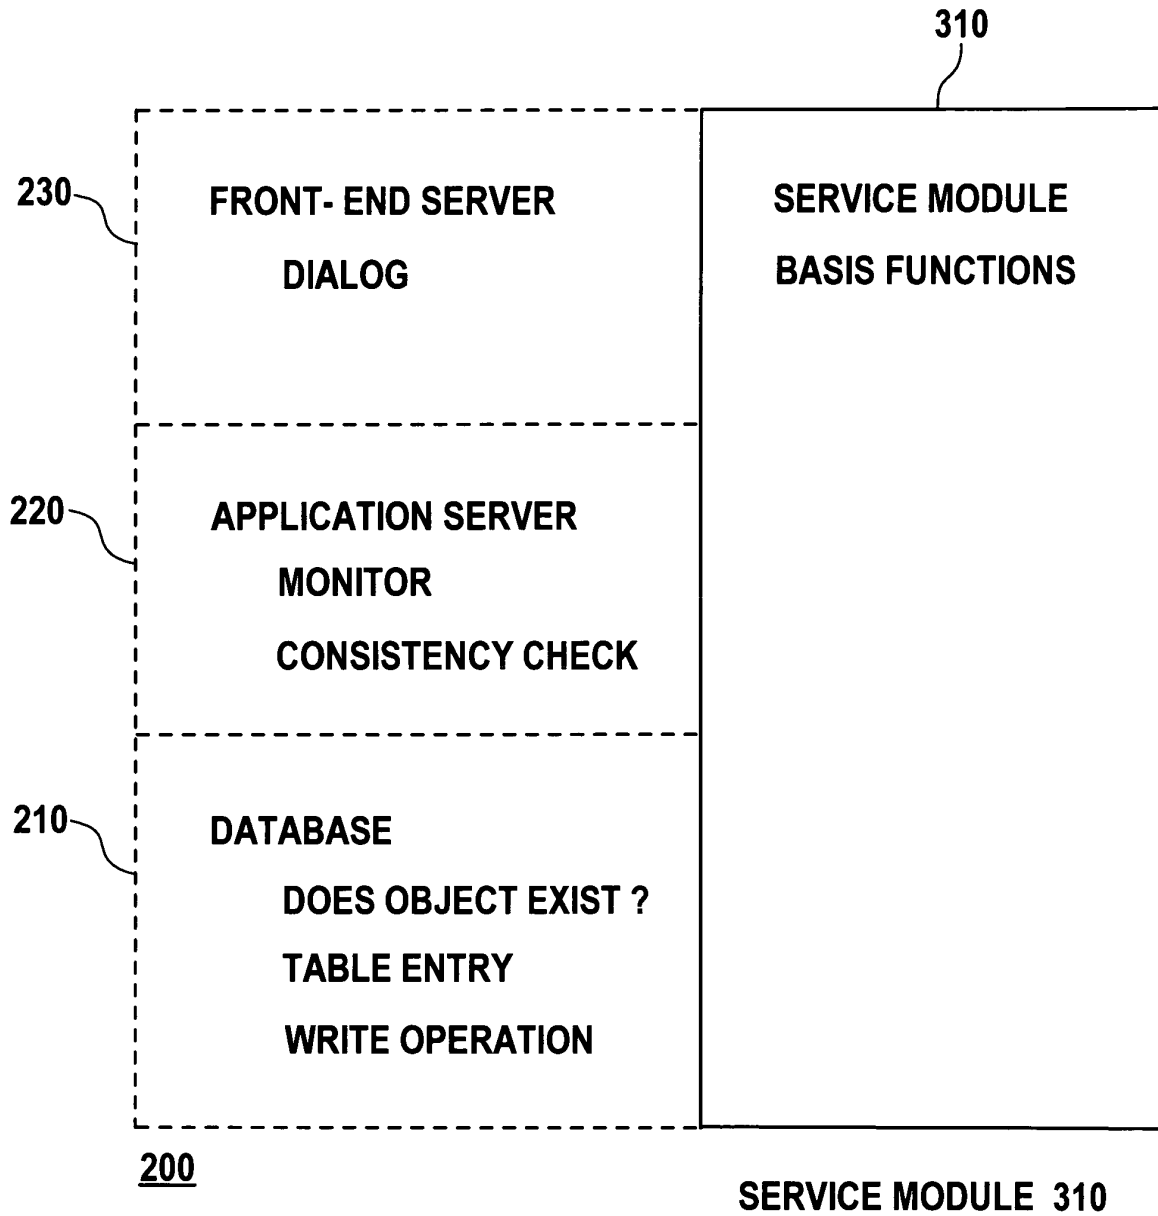 310
230
FRONT- END SERVER
DIALOG
SERVICE MODULE
BASIS FUNCTIONS
220
APPLICATION SERVER
MONITOR
CONSISTENCY CHECK
210
DATABASE
DOES OBJECT EXIST ?
TABLE ENTRY
WRITE OPERATION
200
SERVICE MODULE 310